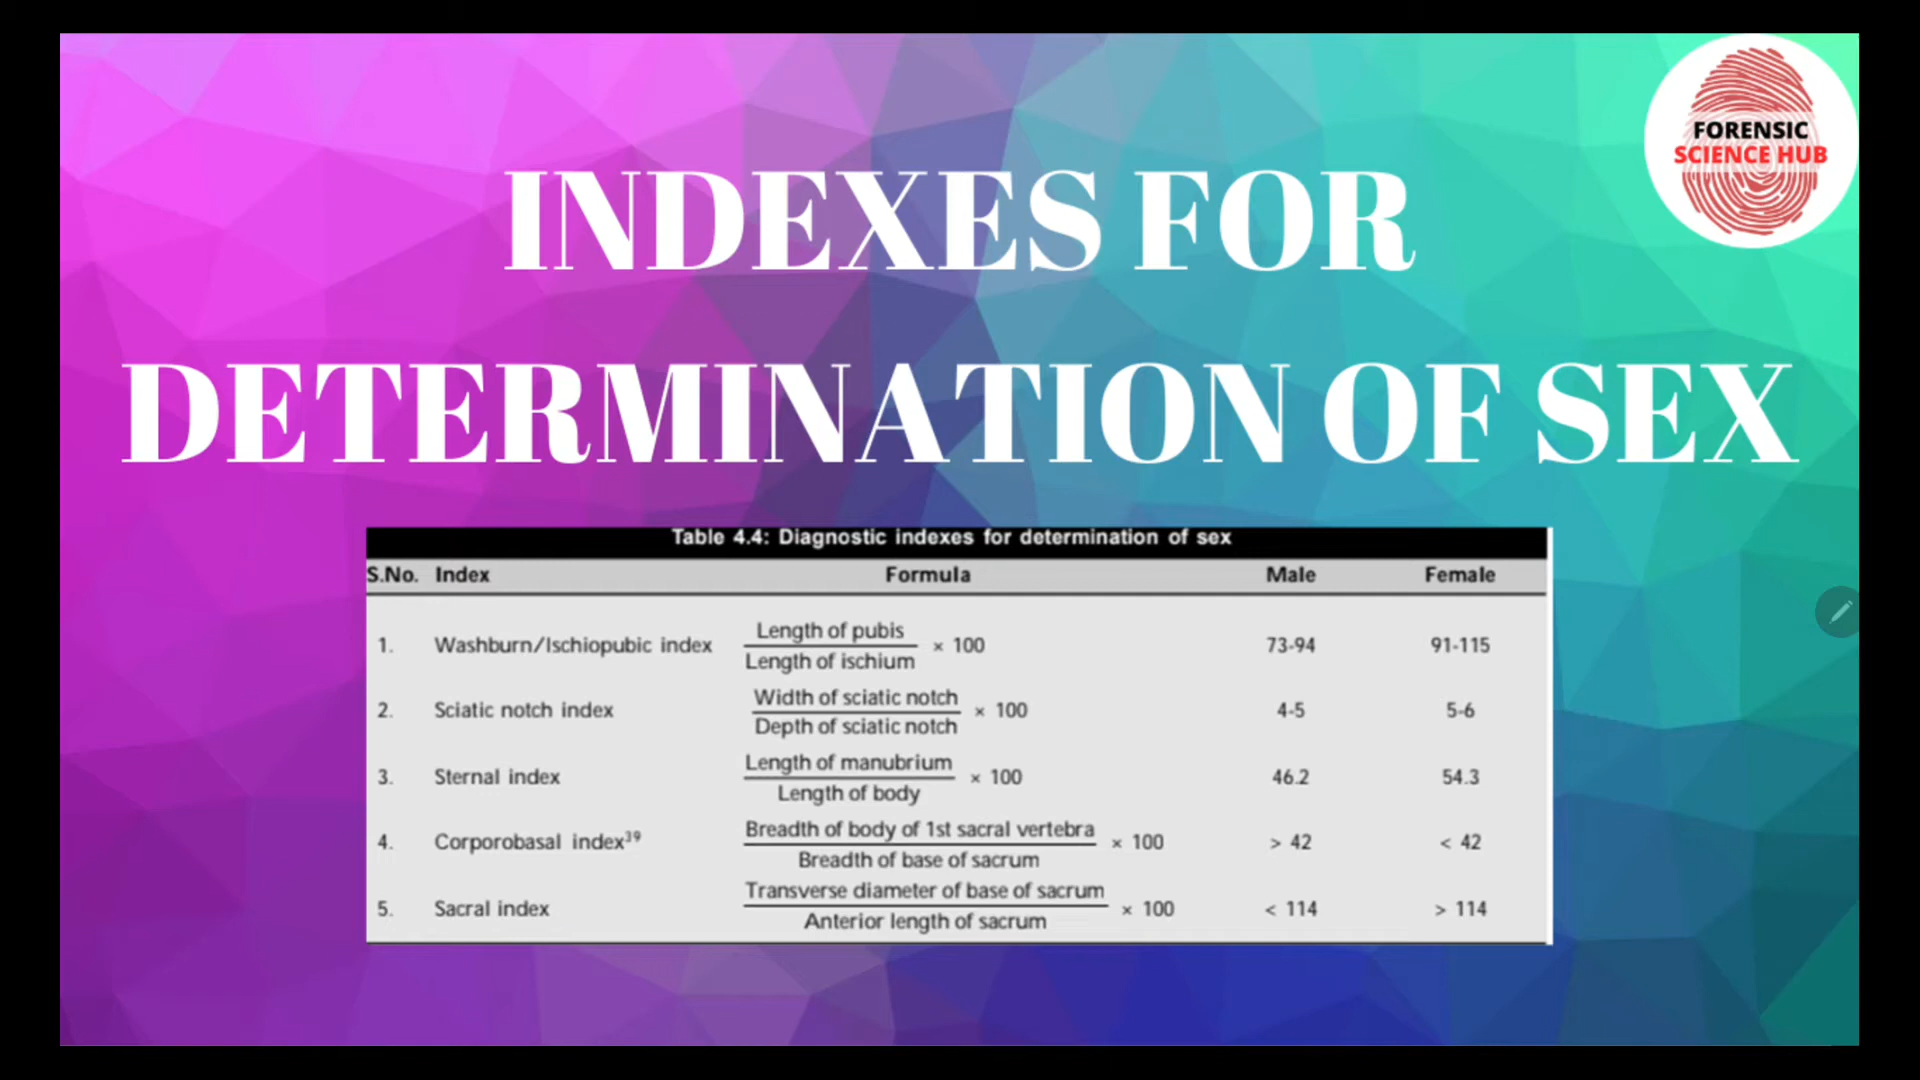 FORENSIC
SCIENCE HUB
INDEXES FOR
DETERMINATION OF SEX
Table 4.4: Diagnostic indexes for determination of sex
S.No. Index Formula Male Female
1. Washburn/Ischiopubic index Length of pubis / Length of ischium × 100 73-94 91-115
2. Sciatic notch index Width of sciatic notch / Depth of sciatic notch × 100 4-5 5-6
3. Sternal index Length of manubrium / Length of body × 100 46.2 54.3
4. Corporobasal index³⁹ Breadth of body of 1st sacral vertebra / Breadth of base of sacrum × 100 > 42 < 42
5. Sacral index Transverse diameter of base of sacrum / Anterior length of sacrum × 100 < 114 > 114